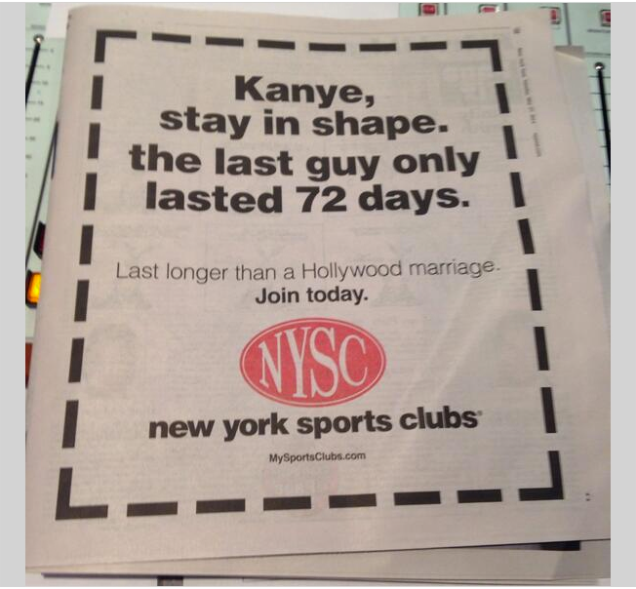 Kanye,
stay in shape.
the last guy only
lasted 72 days.
Last longer than a Hollywood marriage.
Join today.
NYSC
new york sports clubs
MySportsClubs.com